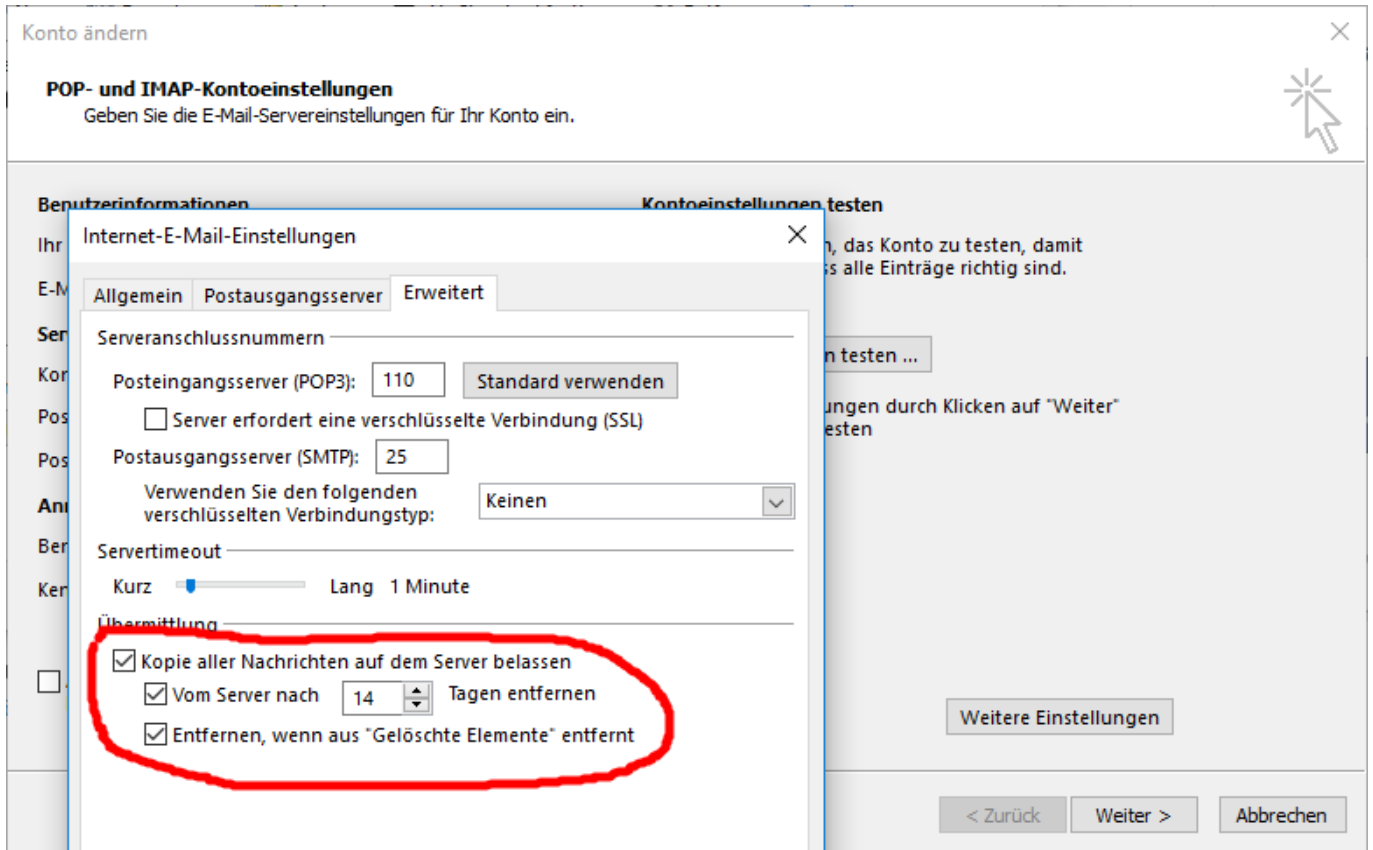 Konto ändern
POP- und IMAP-Kontoeinstellungen
Geben Sie die E-Mail-Servereinstellungen für Ihr Konto ein.
Benutzerinformationen
Kontoeinstellungen testen
Ihr
das Konto zu testen, damit
alle Einträge richtig sind.
testen ...
durch Klicken auf "Weiter"
Internet-E-Mail-Einstellungen
Allgemein Postausgangsserver Erweitert
Serveranschlussnummern
Posteingangsserver (POP3): 110 Standard verwenden
Server erfordert eine verschlüsselte Verbindung (SSL)
Postausgangsserver (SMTP): 25
Verwenden Sie den folgenden
verschlüsselten Verbindungstyp: Keinen
Servertimeout
Kurz Lang 1 Minute
Übermittlung
Kopie aller Nachrichten auf dem Server belassen
Vom Server nach 14 Tagen entfernen
Entfernen, wenn aus "Gelöschte Elemente" entfernt
Weitere Einstellungen
< Zurück Weiter > Abbrechen